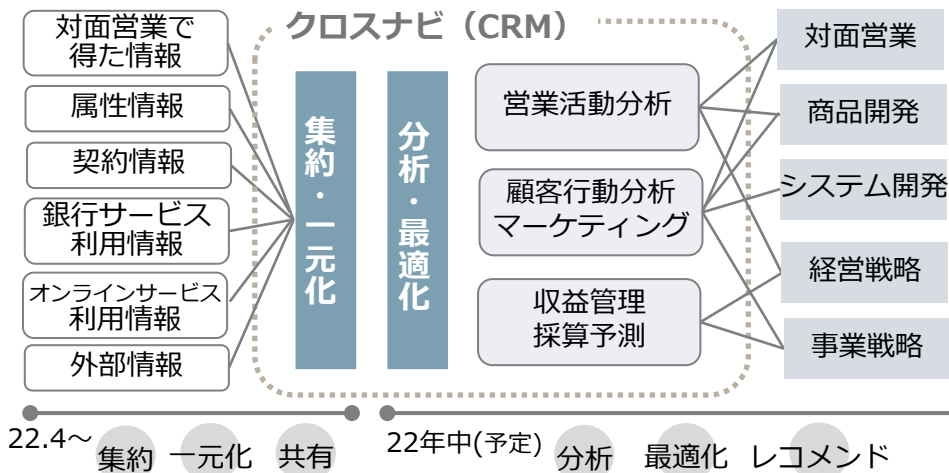 クロスナビ（CRM）
対面営業で
得た情報
属性情報
契約情報
銀行サービス
利用情報
オンラインサービス
利用情報
外部情報
集約・一元化
分析・最適化
営業活動分析
顧客行動分析
マーケティング
収益管理
採算予測
対面営業
商品開発
システム開発
経営戦略
事業戦略
22.4～
集約 一元化 共有
22年中(予定)
分析 最適化 レコメンド